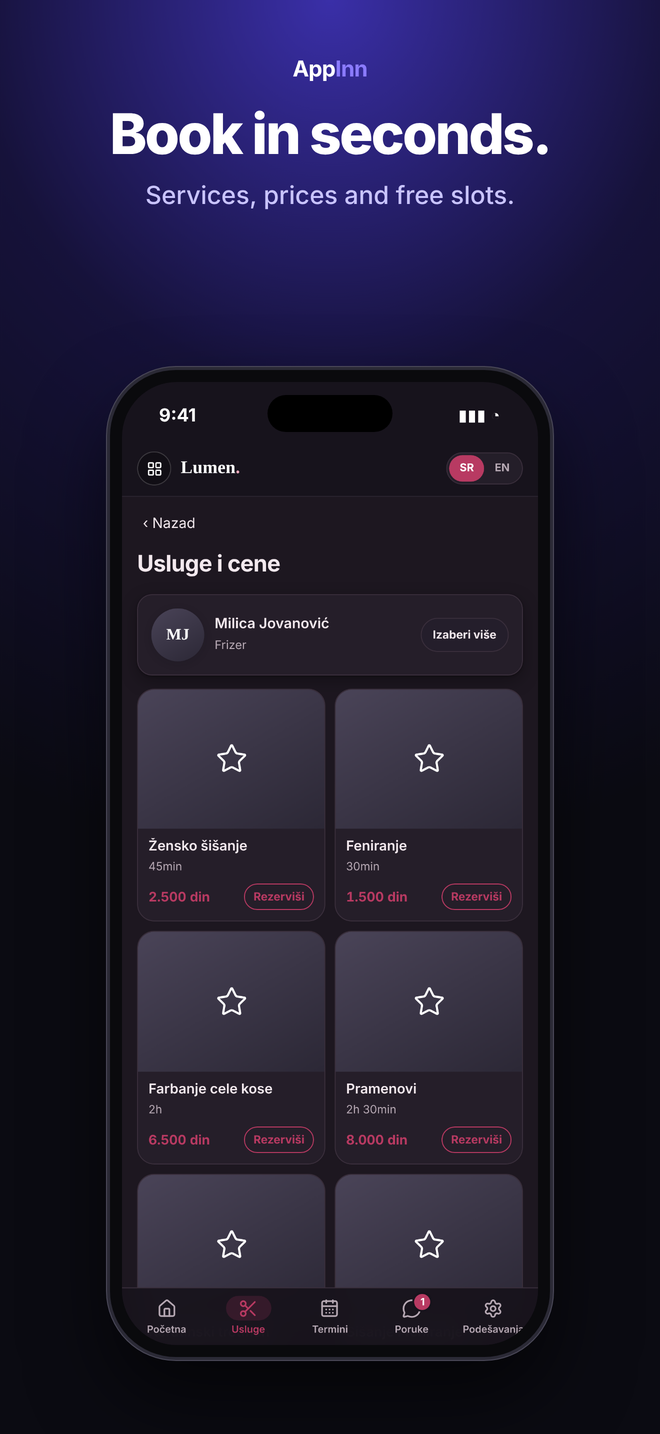 AppInn
Book in seconds.
Services, prices and free slots.
9:41
Lumen.
SR EN
‹ Nazad
Usluge i cene
MJ
Milica Jovanović
Frizer
Izaberi više
Žensko šišanje
45min
2.500 din Rezerviši
Feniranje
30min
1.500 din Rezerviši
Farbanje cele kose
2h
6.500 din Rezerviši
Pramenovi
2h 30min
8.000 din Rezerviši
1
Početna Usluge Termini Poruke Podešavanja